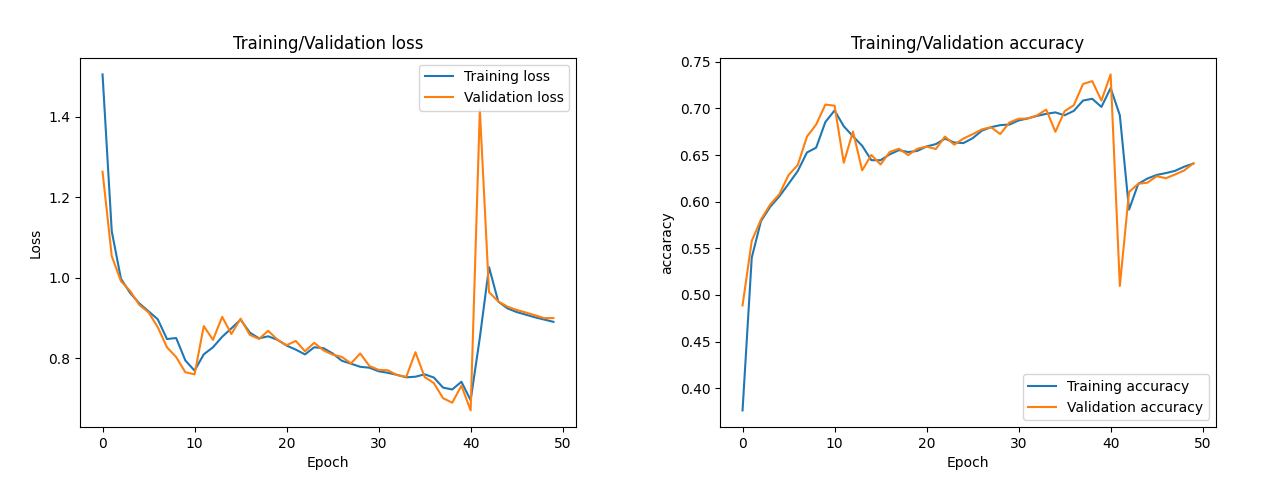 Training/Validation loss
Training loss
Validation loss
1.4
1.2
1.0
0.8
Loss
0
10
20
30
40
50
Epoch
Training/Validation accuracy
0.75
0.70
0.65
0.60
0.55
0.50
0.45
0.40
accaracy
Training accuracy
Validation accuracy
0
10
20
30
40
50
Epoch